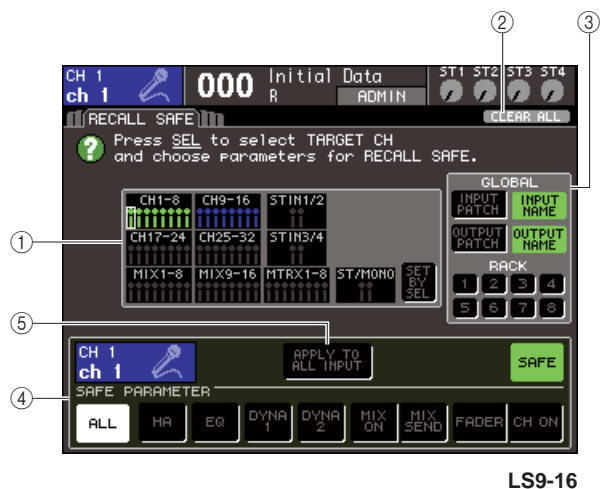 ② ③
CH 1
ch 1
000
Initial Data
R ADMIN
ST1 ST2 ST3 ST4
RECALL SAFE
CLEAR ALL
?
Press SEL to select TARGET CH
and choose parameters for RECALL SAFE.
①
CH1-8 CH9-16 STIN1/2
CH17-24 CH25-32 STIN3/4
MIX1-8 MIX9-16 MTRX1-8 ST/MONO
SET
BY
SEL
GLOBAL
INPUT
PATCH
INPUT
NAME
OUTPUT
PATCH
OUTPUT
NAME
RACK
1 2 3 4
5 6 7 8
⑤
④
CH 1
ch 1
APPLY TO
ALL INPUT
SAFE
SAFE PARAMETER
ALL
HA
EQ
DYNA
1
DYNA
2
MIX
ON
MIX
SEND
FADER
CH ON
LS9-16